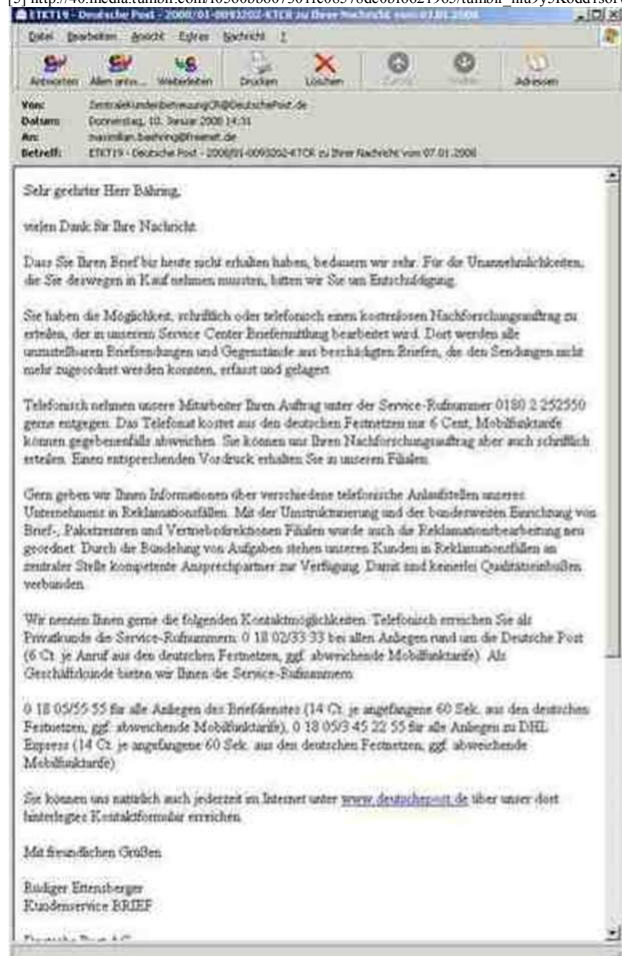 ETKT19 - Deutsche Post - 2008/01-0093202-KTCR zu Ihrer Nachricht vom 07.01.2008
Datei Bearbeiten Ansicht Extras Nachricht ?
Antworten Allen antw... Weiterleiten Drucken Löschen Adressen
Von: ZentraleKundenbetreuungCR@DeutschePost.de
Datum: Donnerstag, 10. Januar 2008 14:31
An: maximilian.baehring@freenet.de
Betreff: ETKT19 - Deutsche Post - 2008/01-0093202-KTCR zu Ihrer Nachricht vom 07.01.2008
Sehr geehrter Herr Bähring,
vielen Dank für Ihre Nachricht.
Dass Sie Ihren Brief bis heute nicht erhalten haben, bedauern wir sehr. Für die Unannehmlichkeiten,
die Sie deswegen in Kauf nehmen mussten, bitten wir Sie um Entschuldigung.
Sie haben die Möglichkeit, schriftlich oder telefonisch einen kostenlosen Nachforschungsauftrag zu
erteilen, der in unserem Service Center Briefermittlung bearbeitet wird. Dort werden alle
unzustellbaren Briefsendungen und Gegenstände aus beschädigten Briefen, die den Sendungen nicht
mehr zugeordnet werden konnten, erfasst und gelagert.
Telefonisch nehmen unsere Mitarbeiter Ihren Auftrag unter der Service-Rufnummer 0180 2 252550
gerne entgegen. Das Telefonat kostet aus den deutschen Festnetzen nur 6 Cent, Mobilfunktarife
können gegebenenfalls abweichen. Sie können uns Ihren Nachforschungsauftrag aber auch schriftlich
erteilen. Einen entsprechenden Vordruck erhalten Sie in unseren Filialen.
Gern geben wir Ihnen Informationen über verschiedene telefonische Anlaufstellen unseres
Unternehmens in Reklamationsfällen. Mit der Umstrukturierung und der bundesweiten Einrichtung von
Brief-, Paketzentren und Vertriebsdirektionen Filialen wurde auch die Reklamationsbearbeitung neu
geordnet. Durch die Bündelung von Aufgaben stehen unseren Kunden in Reklamationsfällen an
zentraler Stelle kompetente Ansprechpartner zur Verfügung. Damit sind keinerlei Qualitätseinbußen
verbunden.
Wir nennen Ihnen gerne die folgenden Kontaktmöglichkeiten. Telefonisch erreichen Sie als
Privatkunde die Service-Rufnummern: 0 18 02/33 33 bei allen Anliegen rund um die Deutsche Post
(6 Ct. je Anruf aus den deutschen Festnetzen, ggf. abweichende Mobilfunktarife). Als
Geschäftskunde bieten wir Ihnen die Service-Rufnummern:
0 18 05/55 55 für alle Anliegen des Briefdienstes (14 Ct. je angefangene 60 Sek. aus den deutschen
Festnetzen, ggf. abweichende Mobilfunktarife), 0 18 05/3 45 22 55 für alle Anliegen zu DHL
Express (14 Ct. je angefangene 60 Sek. aus den deutschen Festnetzen, ggf. abweichende
Mobilfunktarife)
Sie können uns natürlich auch jederzeit im Internet unter www.deutschepost.de über unser dort
hinterlegtes Kontaktformular erreichen.
Mit freundlichen Grüßen
Rüdiger Ettensberger
Kundenservice BRIEF
Deutsche Post AG